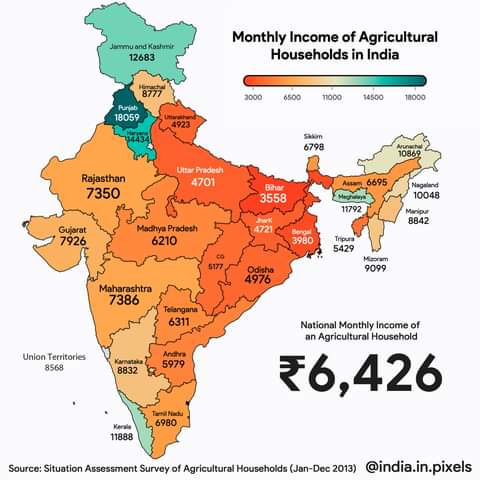 Monthly Income of Agricultural
Households in India
3000 6500 11000 14500 18000
Jammu and Kashmir
12683
Himachal
8777
Punjab
18059
Uttarakhand
4923
Haryana
14434
Sikkim
6798
Arunachal
10869
Rajasthan
7350
Uttar Pradesh
4701
Bihar
3558
Assam 6695
Nagaland
10048
Meghalaya
11792
Manipur
8842
Gujarat
7926
Madhya Pradesh
6210
JharK
4721
Bengal
3980
Tripura
5429
Mizoram
9099
CG
5177
Odisha
4976
Maharashtra
7386
Telangana
6311
National Monthly Income of
an Agricultural Household
₹6,426
Union Territories
8568
Karnataka
8832
Andhra
5979
Tamil Nadu
6980
Kerala
11888
Source: Situation Assessment Survey of Agricultural Households (Jan-Dec 2013)
@india.in.pixels